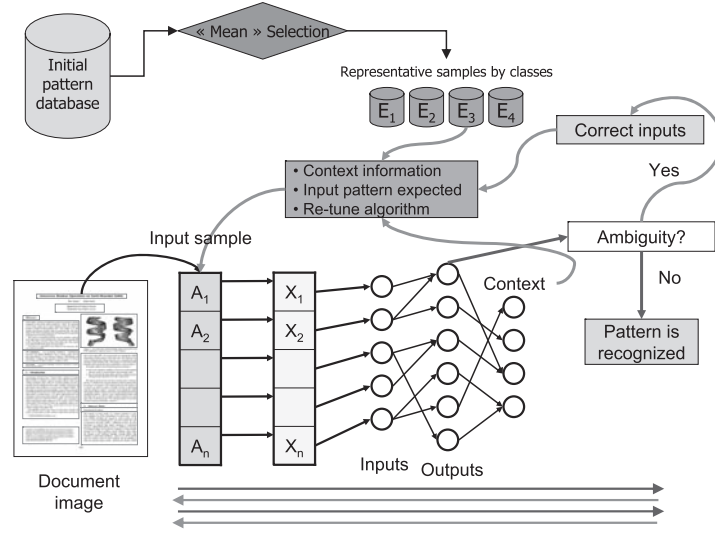 Initial
pattern
database
« Mean » Selection
Representative samples by classes
E1 E2 E3 E4
Correct inputs
• Context information
• Input pattern expected
• Re-tune algorithm
Yes
Input sample
Ambiguity?
No
Context
Pattern is
recognized
A1
A2
An
X1
X2
Xn
Inputs
Outputs
Document
image